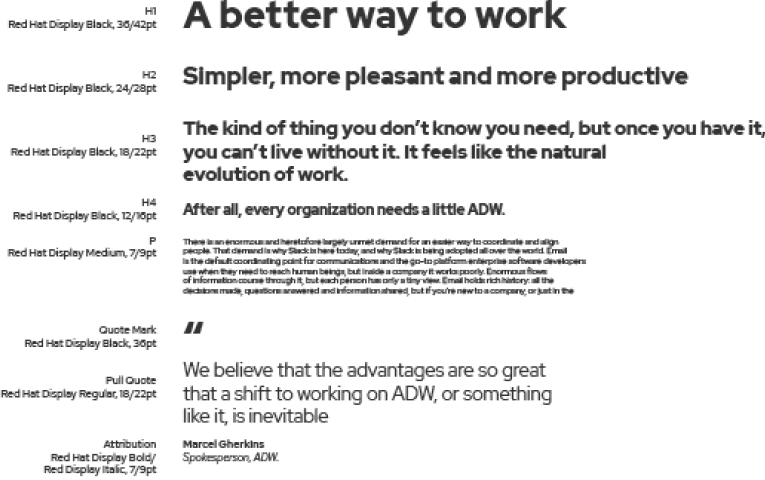 H1
Red Hat Display Black, 36/42pt
A better way to work
H2
Red Hat Display Black, 24/28pt
Simpler, more pleasant and more productive
H3
Red Hat Display Black, 18/22pt
The kind of thing you don’t know you need, but once you have it,
you can’t live without it. It feels like the natural
evolution of work.
H4
Red Hat Display Black, 12/16pt
After all, every organization needs a little ADW.
P
Red Hat Display Medium, 7/9pt
There is an enormous and heretofore largely unmet demand for an easier way to coordinate and align
people. That demand is why Slack is here today, and why Slack is being adopted all over the world. Email
is the default coordinating point for communications and the go-to platform enterprise software developers
use when they need to reach human beings, but inside a company it works poorly. Enormous flows
of information course through it, but each person has only a tiny view. Email holds rich history: all the
decisions made, questions answered and information shared, but if you're new to a company, or just in the
Quote Mark
Red Hat Display Black, 36pt
“
Pull Quote
Red Hat Display Regular, 18/22pt
We believe that the advantages are so great
that a shift to working on ADW, or something
like it, is inevitable
Attribution
Red Hat Display Bold/
Red Display Italic, 7/9pt
Marcel Gherkins
Spokesperson, ADW.